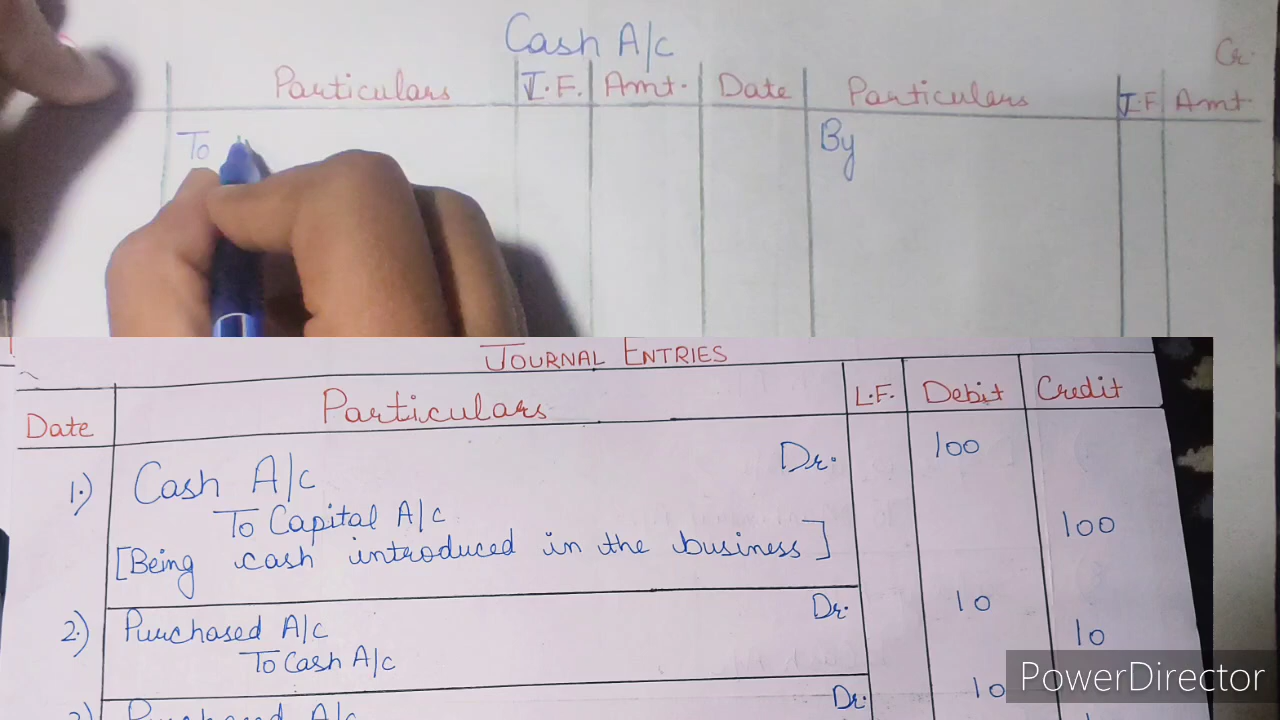 Cash A/c
Cr.
Particulars J.F. Amt. Date Particulars J.F. Amt.
To By
JOURNAL ENTRIES
Date Particulars L.F. Debit Credit
1.) Cash A/c Dr. 100
To Capital A/c 100
[Being cash introduced in the business]
2.) Purchased A/c Dr. 10
To Cash A/c 10
Purchased A/c Dr. 10
PowerDirector